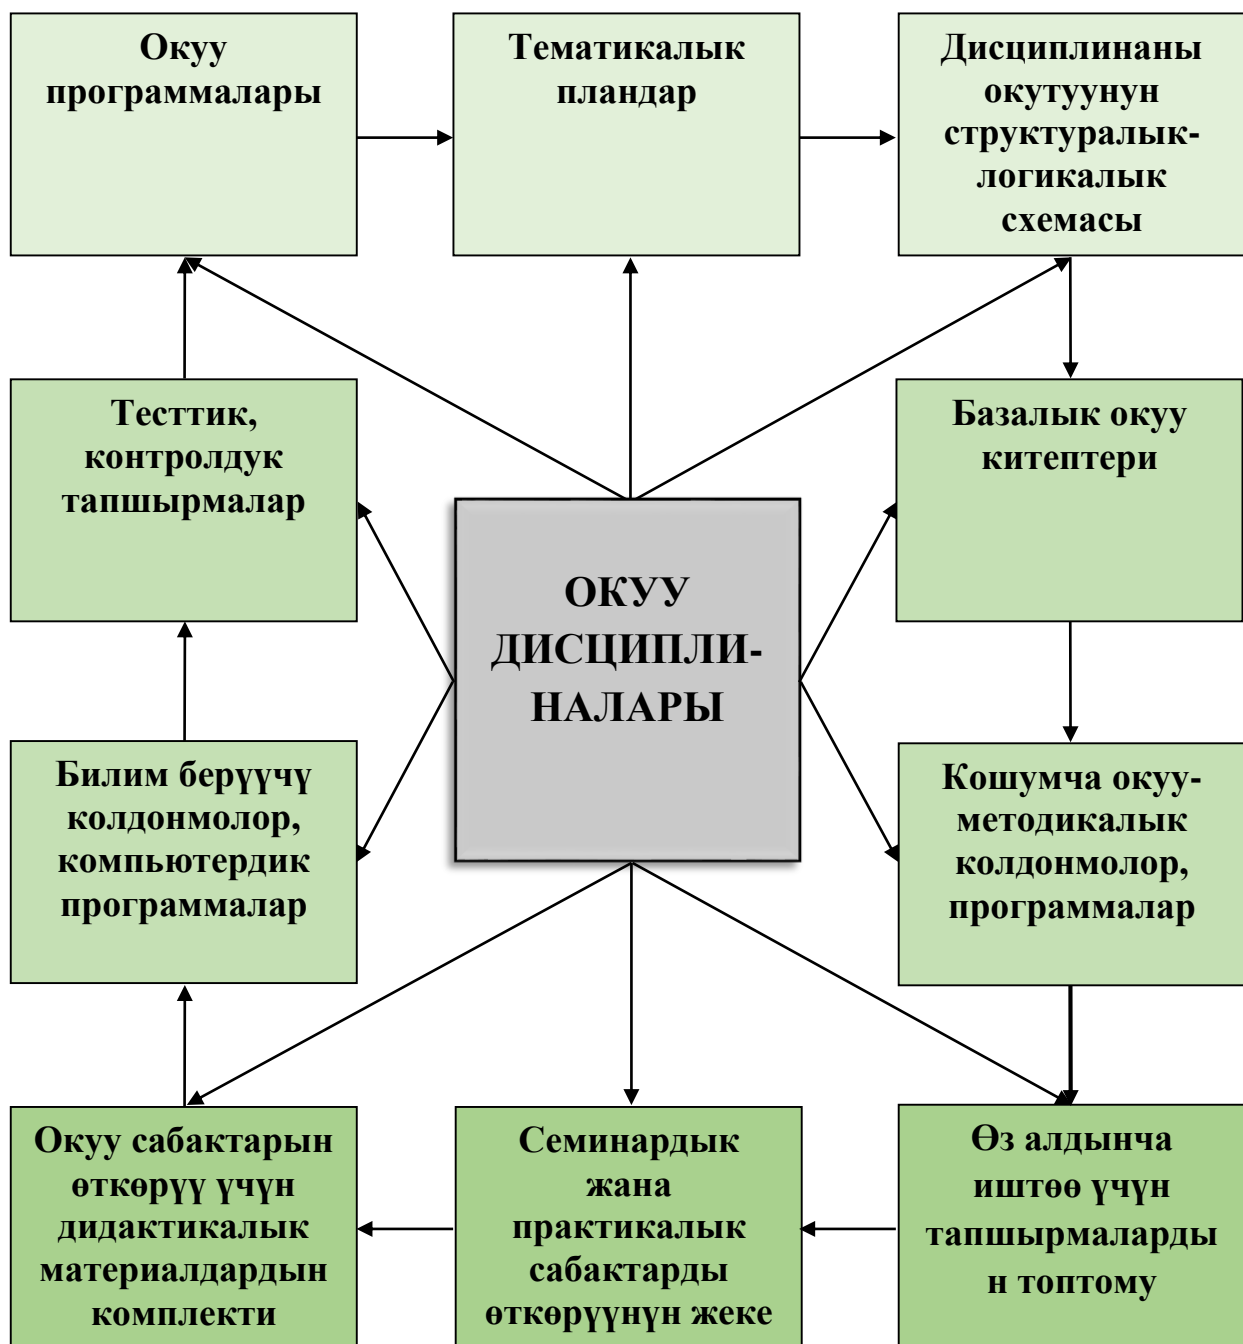 Окуу
программалары
Тематикалык
пландар
Дисциплинаны
окутуунун
структуралык-
логикалык
схемасы
Тесттик,
контролдук
тапшырмалар
Базалык окуу
китептери
ОКУУ
ДИСЦИПЛИ-
НАЛАРЫ
Билим берүүчү
колдонмолор,
компьютердик
программалар
Кошумча окуу-
методикалык
колдонмолор,
программалар
Окуу сабактарын
өткөрүү үчүн
дидактикалык
материалдардын
комплекти
Семинардык
жана
практикалык
сабактарды
өткөрүүнүн жеке
Өз алдынча
иштөө үчүн
тапшырмаларды
н топтому